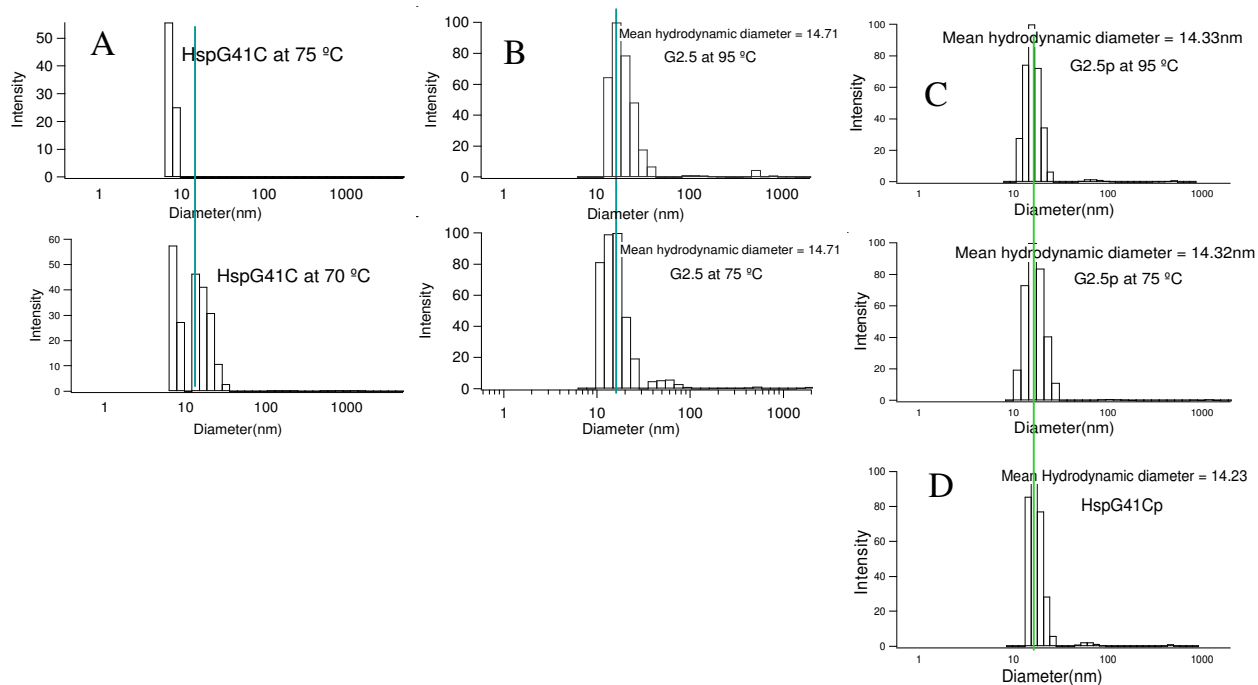 A
HspG41C at 75 ºC
Intensity
50
40
30
20
10
0
1
10
100
1000
Diameter(nm)
HspG41C at 70 ºC
Intensity
60
50
40
30
20
10
0
1
10
100
1000
Diameter(nm)
B
Mean hydrodynamic diameter = 14.71
G2.5 at 95 ºC
Intensity
100
80
60
40
20
0
1
10
100
1000
Diameter (nm)
Mean hydrodynamic diameter = 14.71
G2.5 at 75 ºC
Intensity
100
80
60
40
20
0
1
10
100
1000
Diameter (nm)
C
Mean hydrodynamic diameter = 14.33nm
G2.5p at 95 ºC
Intensity
100
80
60
40
20
0
1
10
100
1000
Diameter(nm)
Mean hydrodynamic diameter = 14.32nm
G2.5p at 75 ºC
Intensity
100
80
60
40
20
0
1
10
100
1000
Diameter(nm)
D
Mean Hydrodynamic diameter = 14.23
HspG41Cp
Intensity
100
80
60
40
20
0
1
10
100
1000
Diameter(nm)